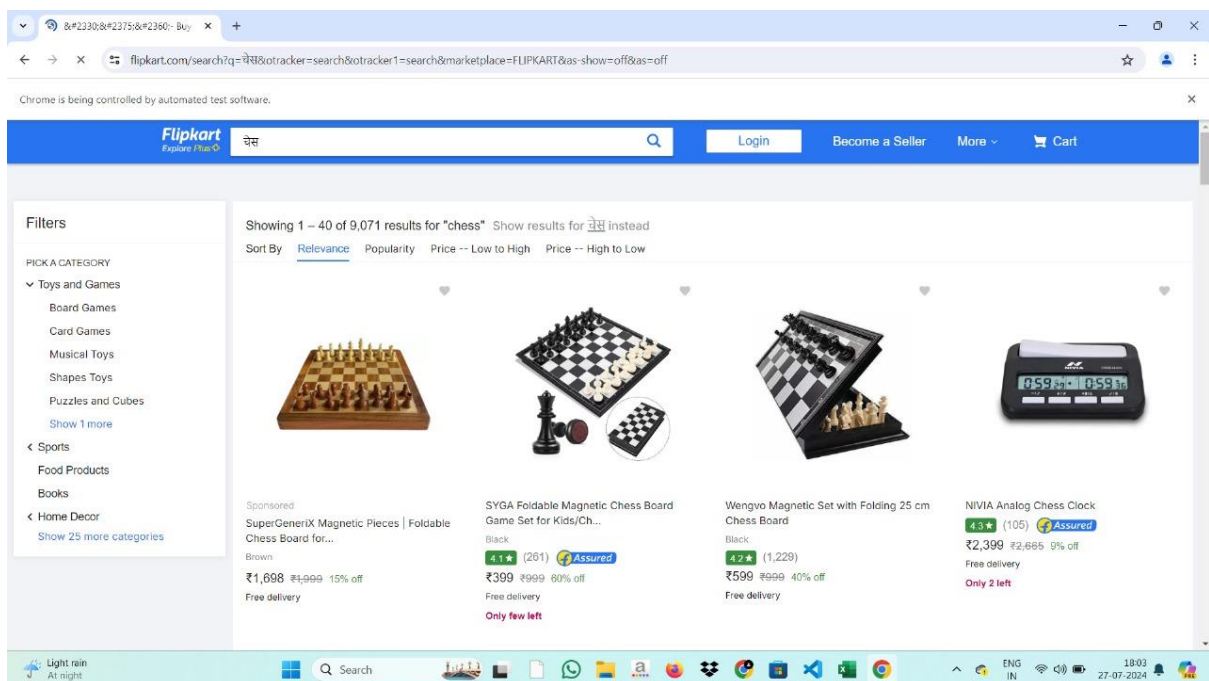 &#2330;&#2375;&#2360;- Buy
flipkart.com/search?q=चेस&otracker=search&otracker1=search&marketplace=FLIPKART&as-show=off&as=off
Chrome is being controlled by automated test software.
Flipkart
Explore Plus
चेस
Login
Become a Seller
More
Cart
Filters
PICK A CATEGORY
Toys and Games
Board Games
Card Games
Musical Toys
Shapes Toys
Puzzles and Cubes
Show 1 more
Sports
Food Products
Books
Home Decor
Show 25 more categories
Showing 1 – 40 of 9,071 results for "chess" Show results for चेस instead
Sort By Relevance Popularity Price -- Low to High Price -- High to Low
Sponsored
SuperGeneriX Magnetic Pieces | Foldable
Chess Board for...
Brown
₹1,698 ₹1,999 15% off
Free delivery
SYGA Foldable Magnetic Chess Board
Game Set for Kids/Ch...
Black
4.1★ (261) Assured
₹399 ₹999 60% off
Free delivery
Only few left
Wengvo Magnetic Set with Folding 25 cm
Chess Board
Black
4.2★ (1,229)
₹599 ₹999 40% off
Free delivery
NIVIA
NIVIA Analog Chess Clock
4.3★ (105) Assured
₹2,399 ₹2,665 9% off
Free delivery
Only 2 left
Light rain
At night
Search
ENG
IN
18:03
27-07-2024